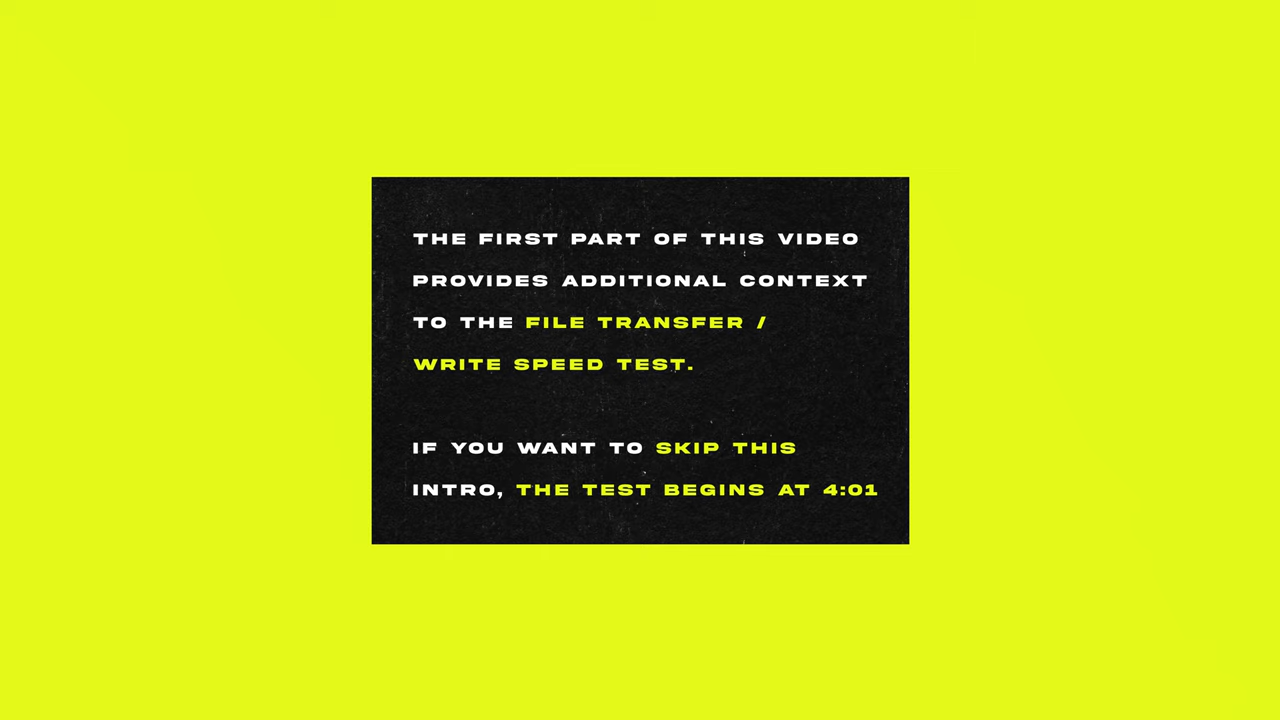 THE FIRST PART OF THIS VIDEO
PROVIDES ADDITIONAL CONTEXT
TO THE FILE TRANSFER /
WRITE SPEED TEST.
IF YOU WANT TO SKIP THIS
INTRO, THE TEST BEGINS AT 4:01